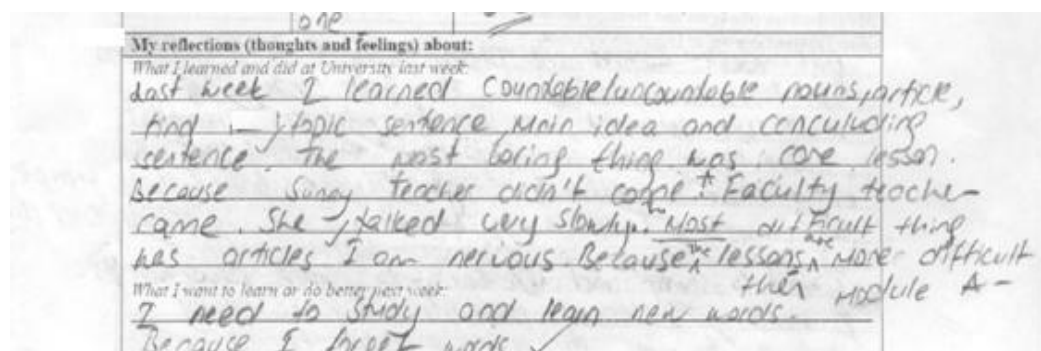 one
My reflections (thoughts and feelings) about:
What I learned and did at University last week:
Last week I learned countable/uncountable nouns, article,
And topic sentence, main idea and conculuding
sentence. The most boring thing was core lesson.
Because Sunny teacher didn't come. Faculty teache-
came. She talked very slowly. Most difficult thing
was articles I am nervious. Because the lessons are more difficult
then module A-
What I want to learn or do better next week:
I need to study and learn new words.
Because I forget words